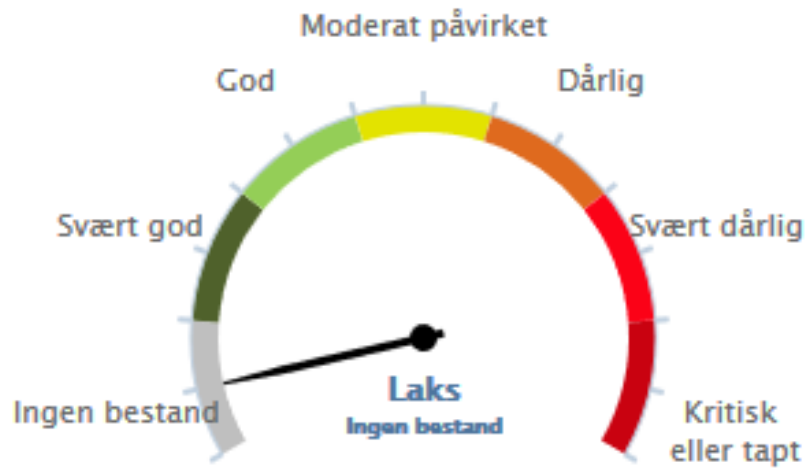 Moderat påvirket
God
Dårlig
Svært god
Svært dårlig
Laks
Ingen bestand
Ingen bestand
Kritisk
eller tapt